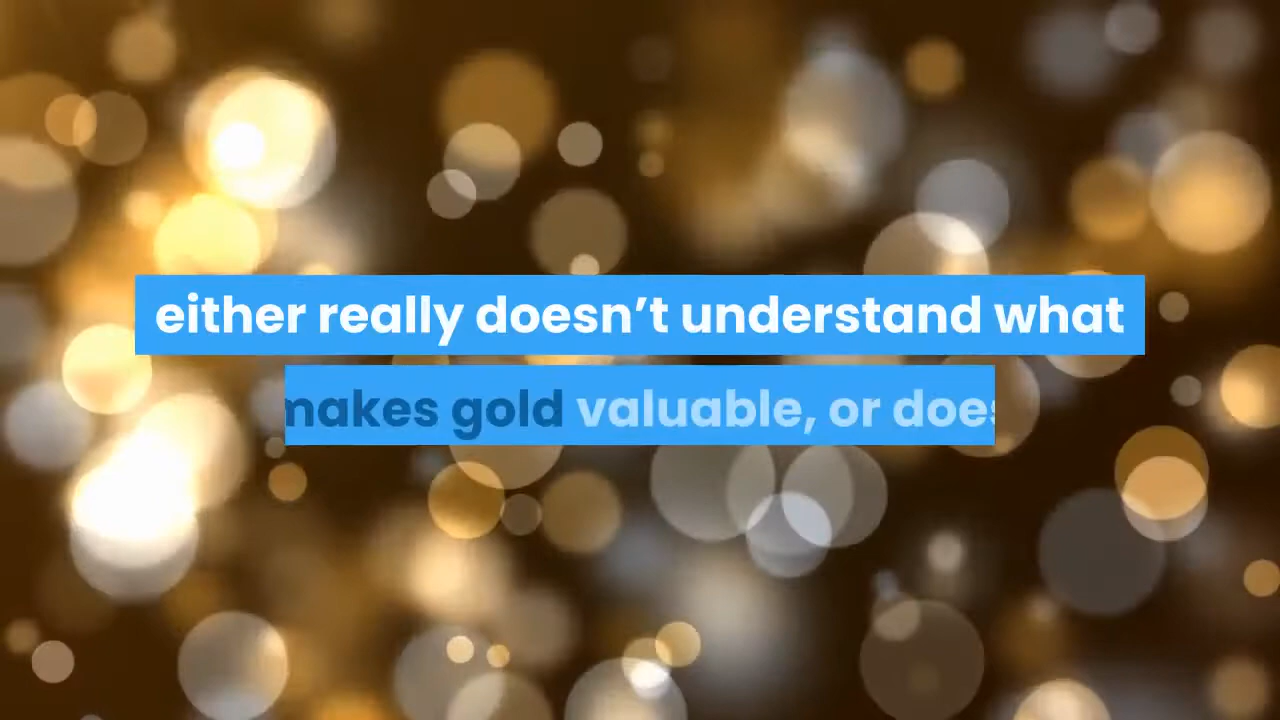 either really doesn’t understand what
makes gold valuable, or does